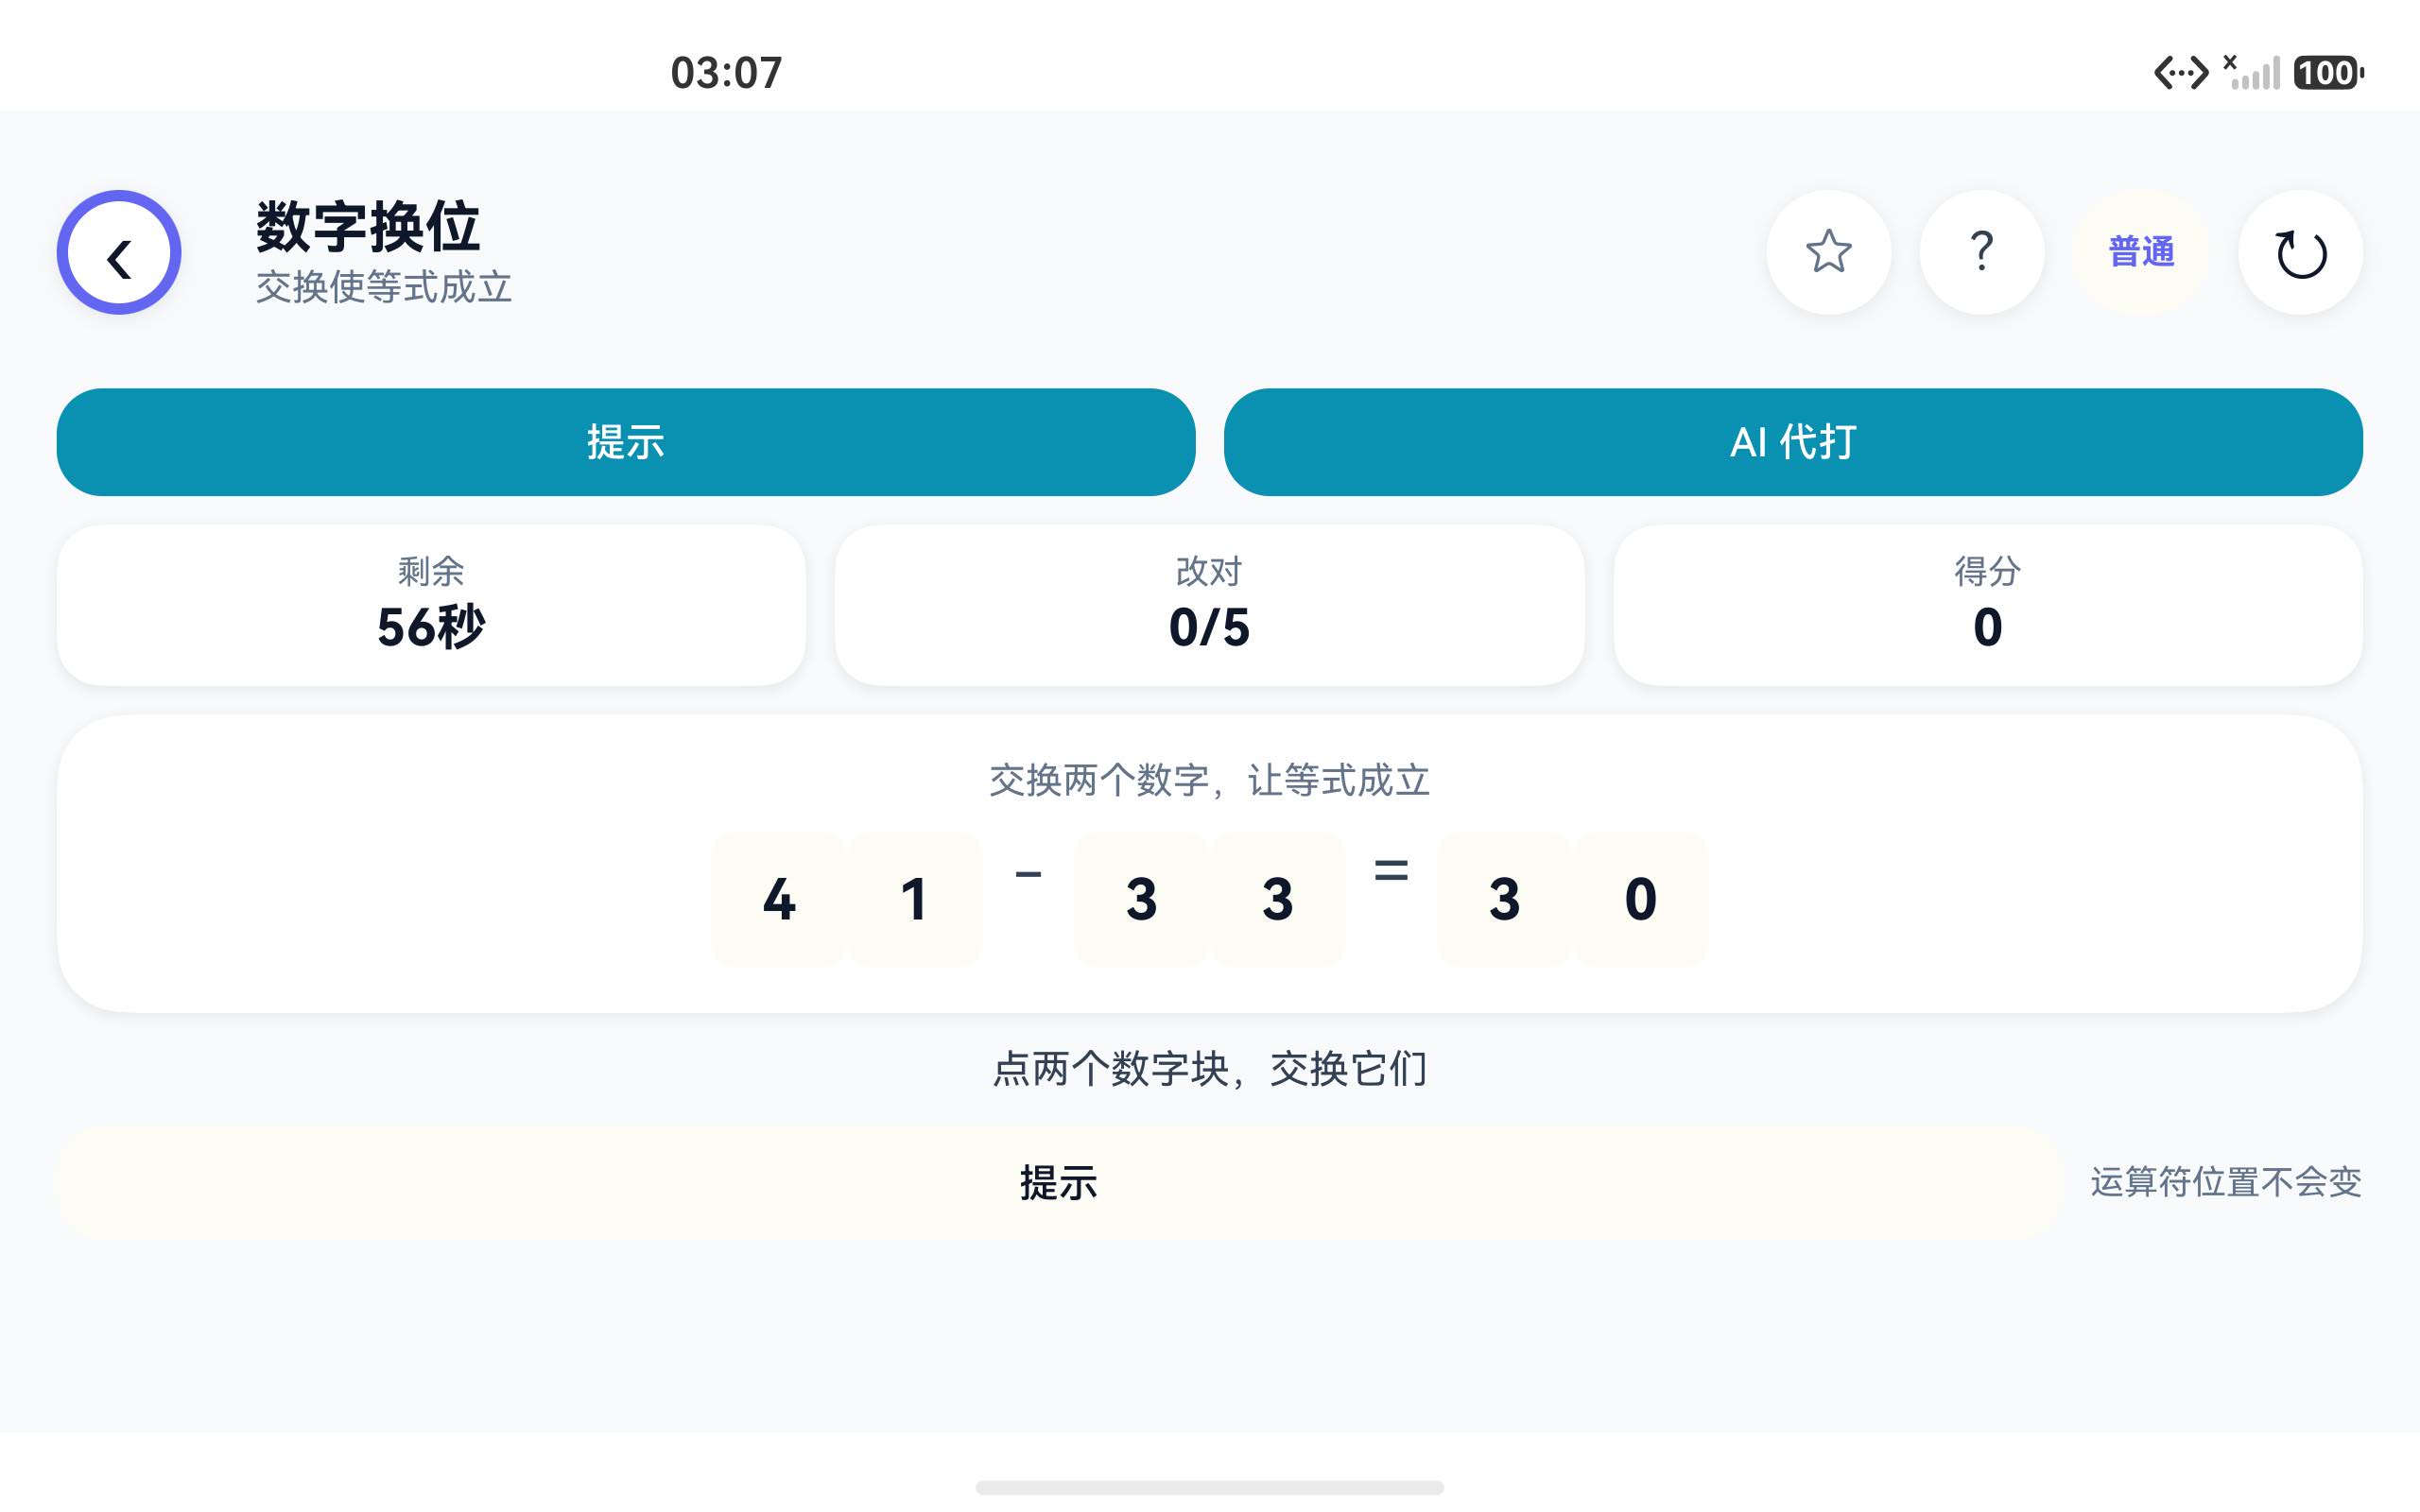 03:07
100
数字换位
交换使等式成立
?
普通
提示
AI 代打
剩余
56秒
改对
0/5
得分
0
交换两个数字，让等式成立
4 1 - 3 3 = 3 0
点两个数字块，交换它们
提示
运算符位置不会变